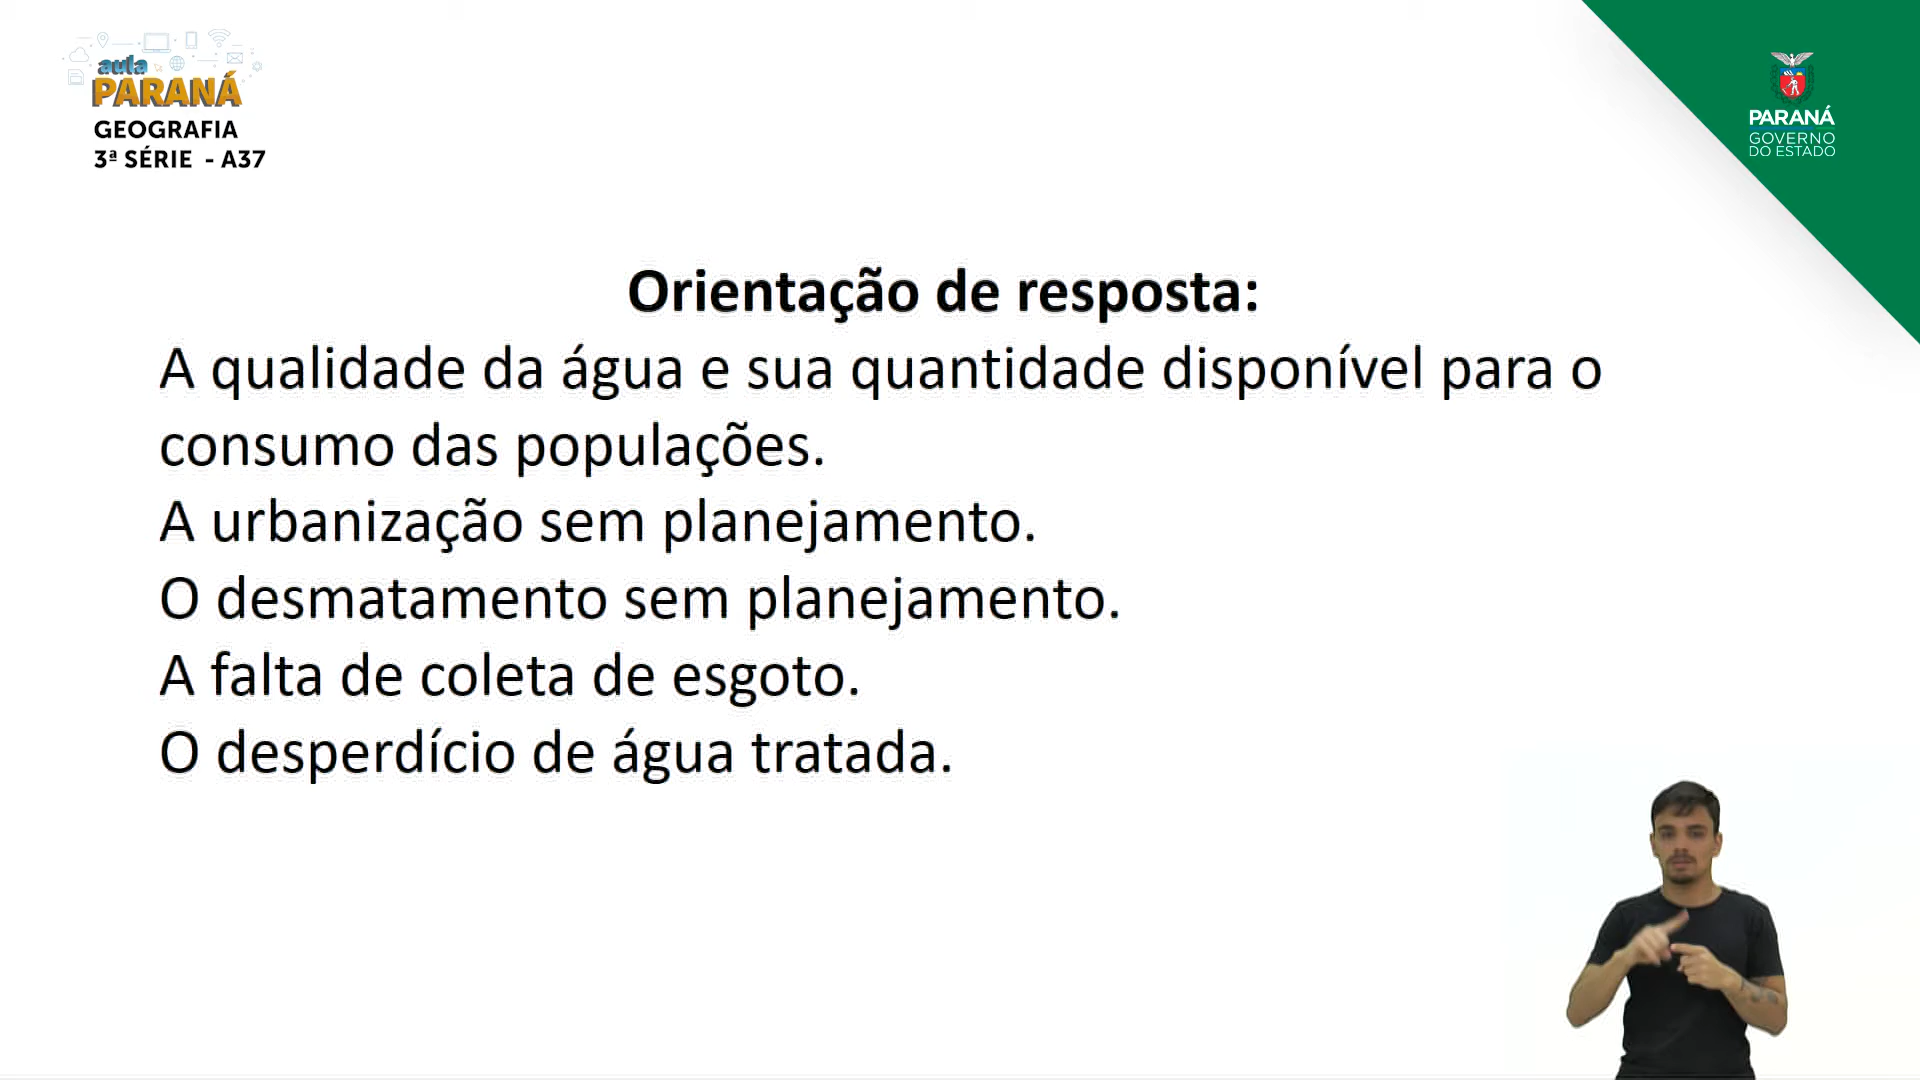 aula
PARANÁ
GEOGRAFIA
3ª SÉRIE - A37
PARANÁ
GOVERNO
DO ESTADO
Orientação de resposta:
A qualidade da água e sua quantidade disponível para o
consumo das populações.
A urbanização sem planejamento.
O desmatamento sem planejamento.
A falta de coleta de esgoto.
O desperdício de água tratada.